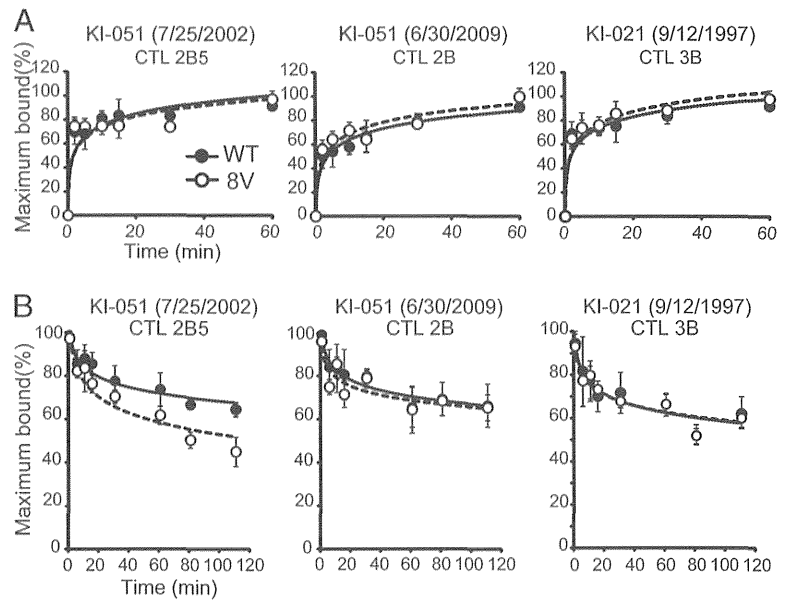 A
KI-051 (7/25/2002)
CTL 2B5
KI-051 (6/30/2009)
CTL 2B
KI-021 (9/12/1997)
CTL 3B
Maximum bound(%)
120
100
80
60
40
20
0
WT
8V
0 20 40 60
Time (min)
120
100
80
60
40
20
0
0 20 40 60
120
100
80
60
40
20
0
0 20 40 60
B
KI-051 (7/25/2002)
CTL 2B5
KI-051 (6/30/2009)
CTL 2B
KI-021 (9/12/1997)
CTL 3B
Maximum bound(%)
100
80
60
40
20
0
0 20 40 60 80 100 120
Time (min)
100
80
60
40
20
0
0 20 40 60 80 100 120
100
80
60
40
20
0
0 20 40 60 80 100 120